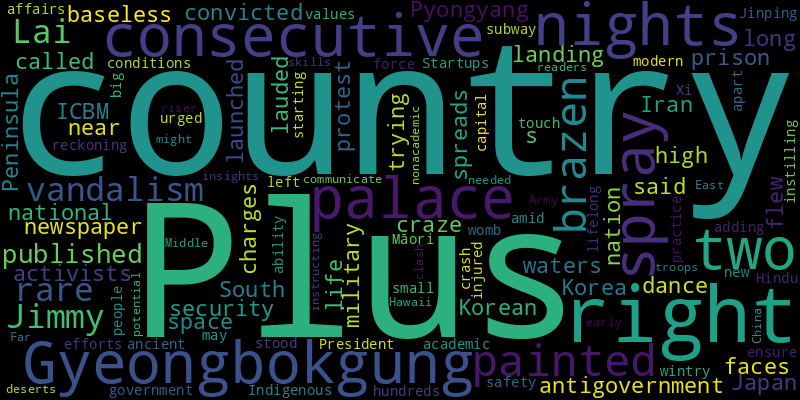 affairs baseless convicted values Pyongyang Jinping
Lai consecutive subway nights long
called conditions skills force Startups landing readers modern Xi prison
Peninsula big ICBM riser urged launched lauded starting protest country
near might reckoning trying nonacademic spreads capital s touch brazen Iran apart
insights left communicate needed Army high East instilling
vandalism palace womb lifelong spray said practice flew
national charges ability craze Māori amid nation adding two
newspaper Middle Plus clash crash injured waters troops new Hindu
published activists instructing life military small Hawaii Korea dance China
rare people potential South Korean right early
Jimmy security space may
Far efforts ancient stood President academic wintry ensure
Gyeongbokgung painted faces
deserts government Indigenous hundreds safety antigovernment Japan